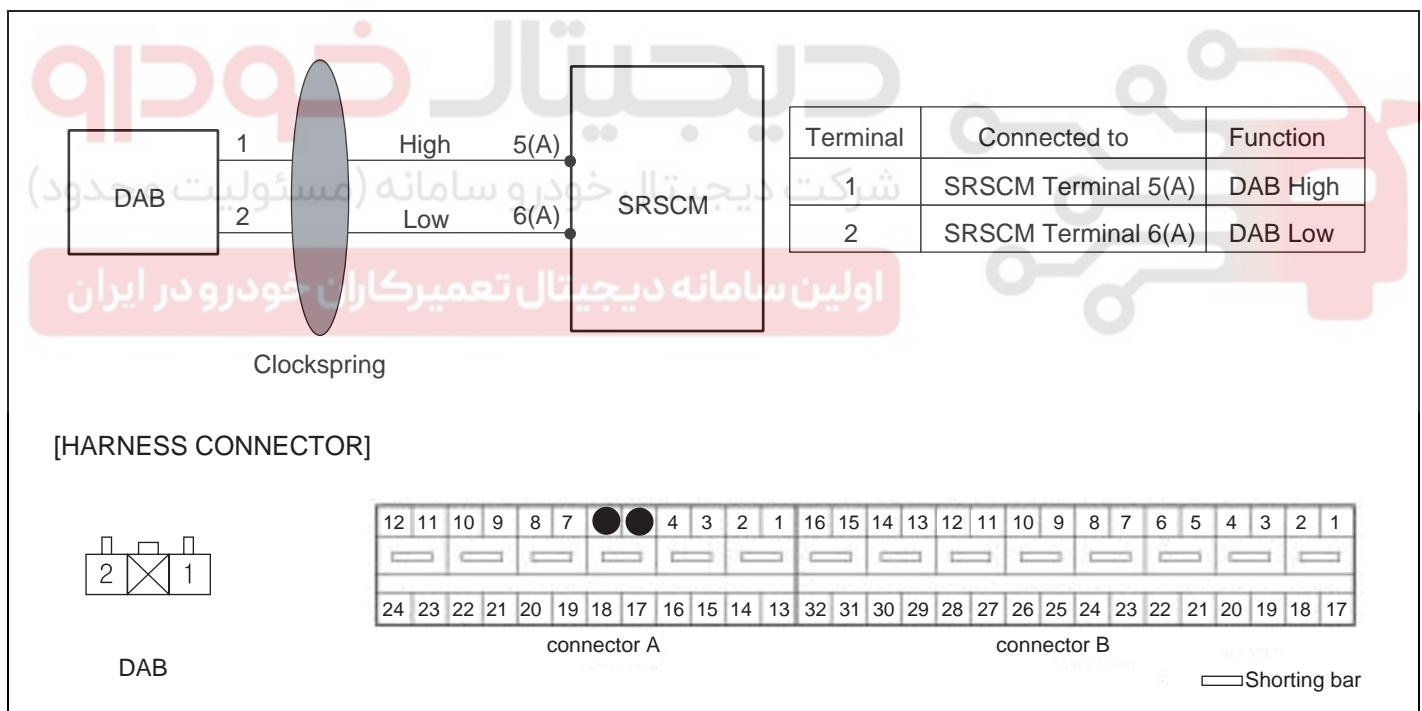 دیجیتال خودرو
شرکت دیجیتال خودرو سامانه (مسئولیت محدود)
اولین سامانه دیجیتال تعمیرکاران خودرو در ایران
DAB
1
2
High
Low
5(A)
6(A)
SRSCM
Clockspring
Terminal Connected to Function
1 SRSCM Terminal 5(A) DAB High
2 SRSCM Terminal 6(A) DAB Low
[HARNESS CONNECTOR]
2 1
DAB
12 11 10 9 8 7 4 3 2 1 16 15 14 13 12 11 10 9 8 7 6 5 4 3 2 1
24 23 22 21 20 19 18 17 16 15 14 13 32 31 30 29 28 27 26 25 24 23 22 21 20 19 18 17
connector A connector B
Shorting bar